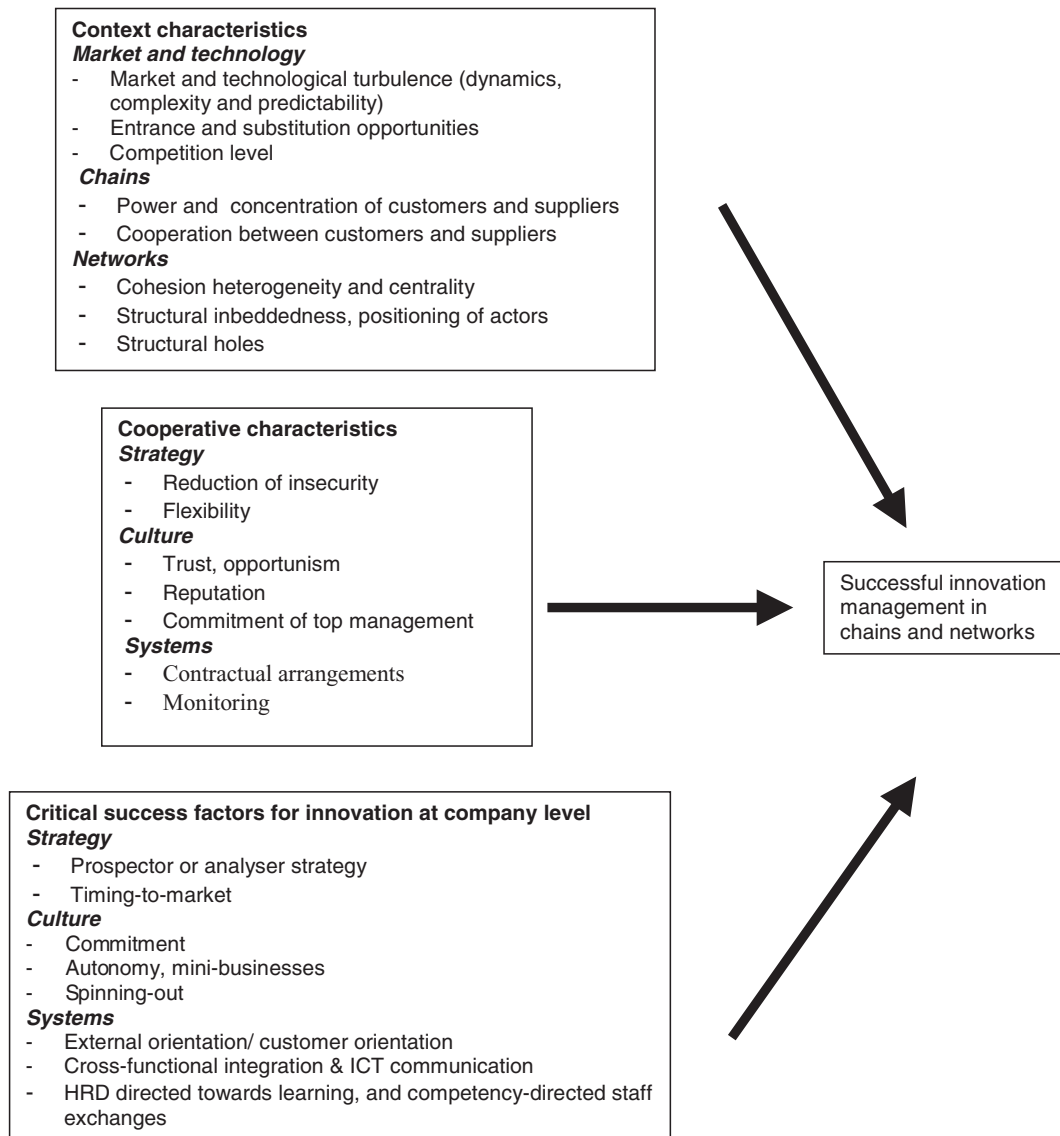 Context characteristics
Market and technology
- Market and technological turbulence (dynamics,
complexity and predictability)
- Entrance and substitution opportunities
- Competition level
Chains
- Power and concentration of customers and suppliers
- Cooperation between customers and suppliers
Networks
- Cohesion heterogeneity and centrality
- Structural inbeddedness, positioning of actors
- Structural holes
Cooperative characteristics
Strategy
- Reduction of insecurity
- Flexibility
Culture
- Trust, opportunism
- Reputation
- Commitment of top management
Systems
- Contractual arrangements
- Monitoring
Successful innovation
management in
chains and networks
Critical success factors for innovation at company level
Strategy
- Prospector or analyser strategy
- Timing-to-market
Culture
- Commitment
- Autonomy, mini-businesses
- Spinning-out
Systems
- External orientation/ customer orientation
- Cross-functional integration & ICT communication
- HRD directed towards learning, and competency-directed staff
exchanges